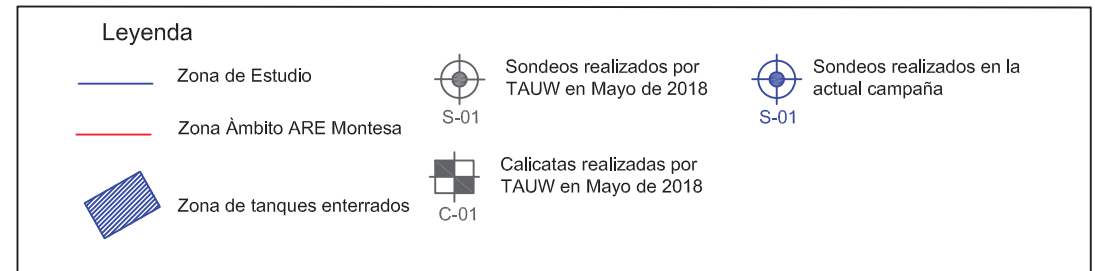 Leyenda
Zona de Estudio
Zona Àmbito ARE Montesa
Zona de tanques enterrados
Sondeos realizados por
TAUW en Mayo de 2018
S-01
Calicatas realizadas por
TAUW en Mayo de 2018
C-01
Sondeos realizados en la
actual campaña
S-01